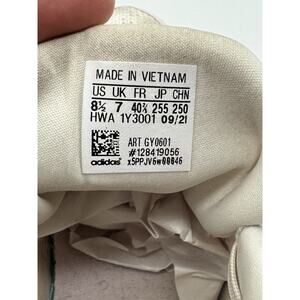 MADE IN VIETNAM
US UK FR JP CHN
8½ 7 40⅔ 255 250
HWA 1Y3001 09/21
ART GY0601
#128419056
adidas x5PPJV6w00046